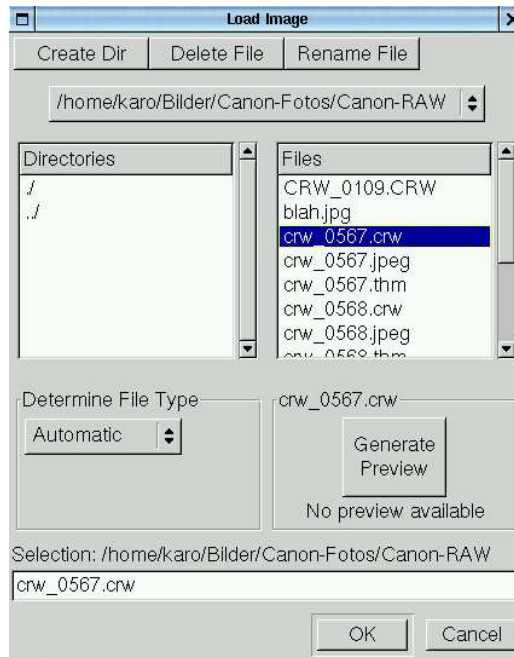 Load Image
Create Dir
Delete File
Rename File
/home/karo/Bilder/Canon-Fotos/Canon-RAW
Directories
./
../
Files
CRW_0109.CRW
blah.jpg
crw_0567.crw
crw_0567.jpeg
crw_0567.thm
crw_0568.crw
crw_0568.jpeg
crw_0568.thm
Determine File Type
Automatic
crw_0567.crw
Generate
Preview
No preview available
Selection: /home/karo/Bilder/Canon-Fotos/Canon-RAW
crw_0567.crw
OK
Cancel